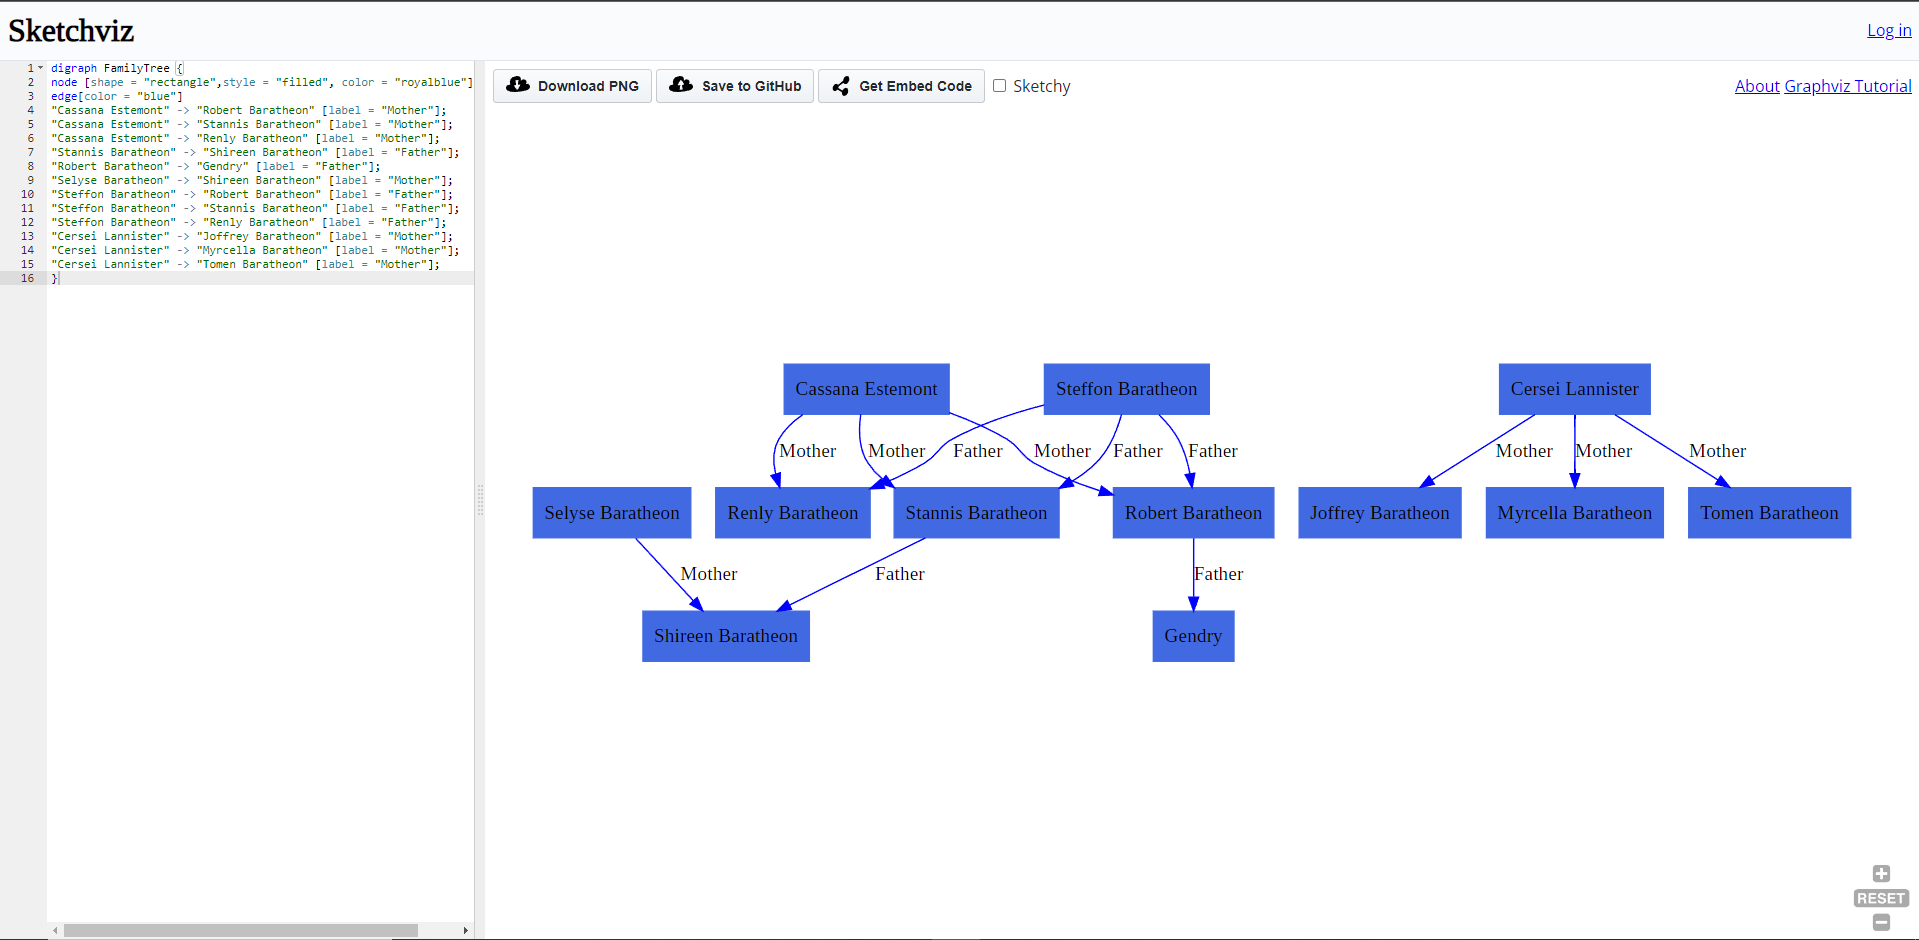 Sketchviz
Log in
1 digraph FamilyTree {
2 node [shape = "rectangle",style = "filled", color = "royalblue"]
3 edge[color = "blue"]
4 "Cassana Estemont" -> "Robert Baratheon" [label = "Mother"];
5 "Cassana Estemont" -> "Stannis Baratheon" [label = "Mother"];
6 "Cassana Estemont" -> "Renly Baratheon" [label = "Mother"];
7 "Stannis Baratheon" -> "Shireen Baratheon" [label = "Father"];
8 "Robert Baratheon" -> "Gendry" [label = "Father"];
9 "Selyse Baratheon" -> "Shireen Baratheon" [label = "Mother"];
10 "Steffon Baratheon" -> "Robert Baratheon" [label = "Father"];
11 "Steffon Baratheon" -> "Stannis Baratheon" [label = "Father"];
12 "Steffon Baratheon" -> "Renly Baratheon" [label = "Father"];
13 "Cersei Lannister" -> "Joffrey Baratheon" [label = "Mother"];
14 "Cersei Lannister" -> "Myrcella Baratheon" [label = "Mother"];
15 "Cersei Lannister" -> "Tomen Baratheon" [label = "Mother"];
16 }
Download PNG Save to GitHub Get Embed Code Sketchy About Graphviz Tutorial
Cassana Estemont Steffon Baratheon Cersei Lannister
Mother Mother Father Mother Father Father Mother Mother Mother
Selyse Baratheon Renly Baratheon Stannis Baratheon Robert Baratheon Joffrey Baratheon Myrcella Baratheon Tomen Baratheon
Mother Father Father
Shireen Baratheon Gendry
RESET